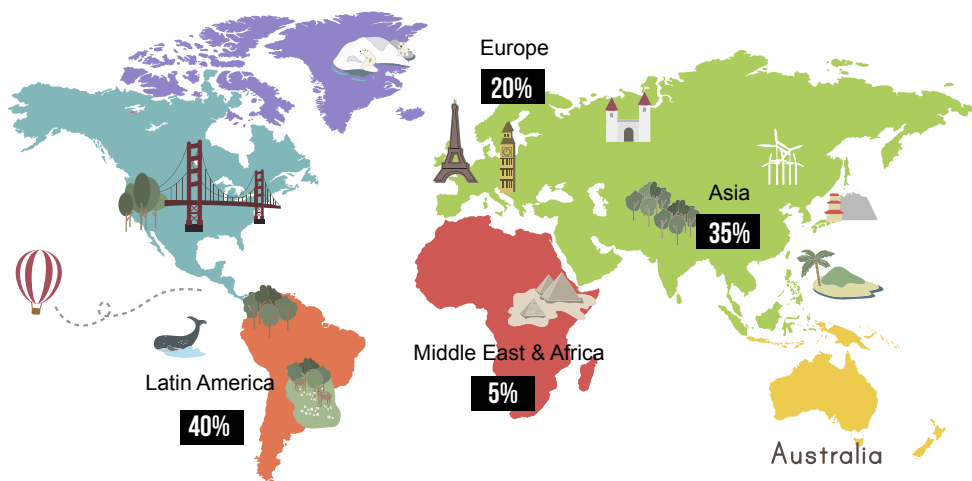 Europe
20%
Asia
35%
Middle East & Africa
5%
Latin America
40%
Australia